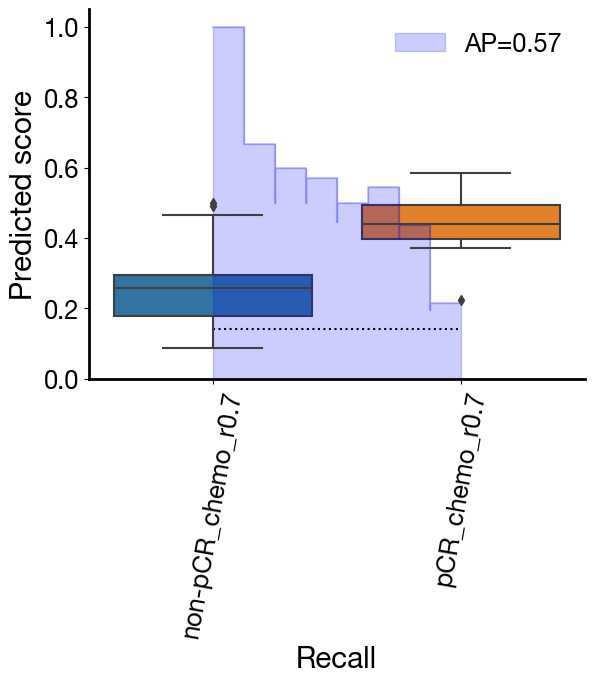 AP=0.57
Predicted score
1.0
0.8
0.6
0.4
0.2
0.0
non-pCR_chemo_r0.7
pCR_chemo_r0.7
Recall